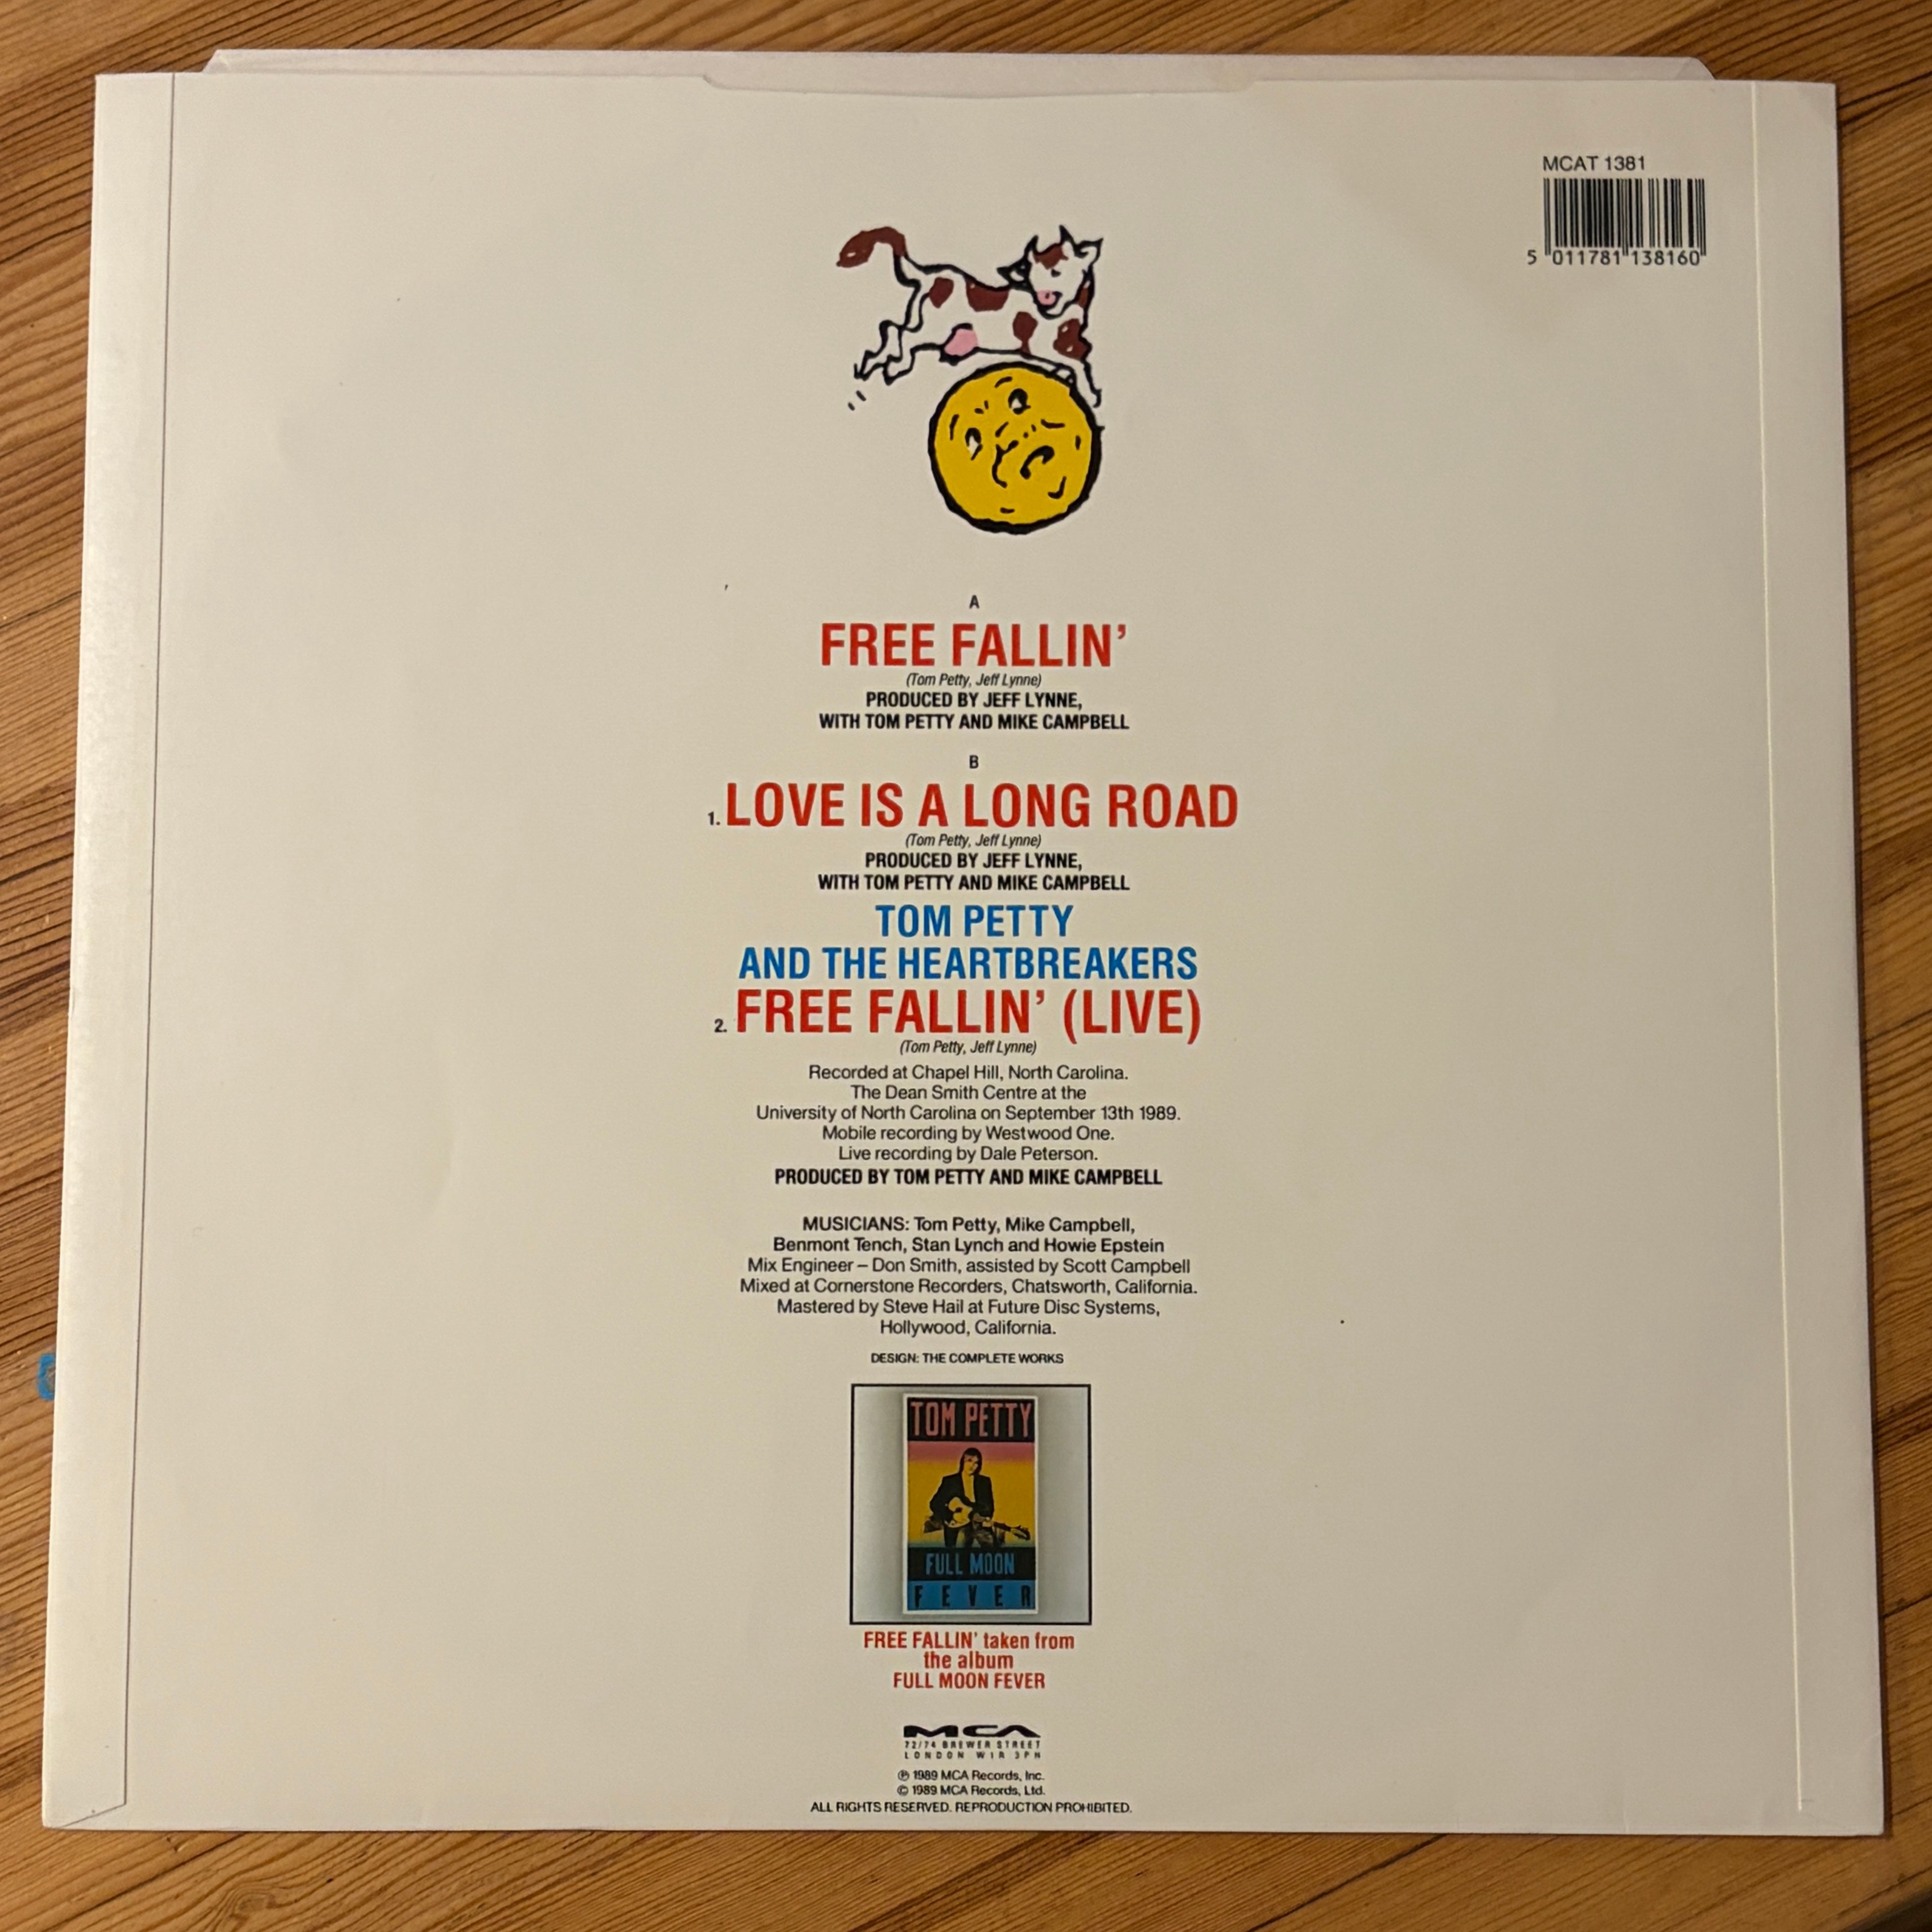 MCAT 1381
5 011781 138160
A
FREE FALLIN’
(Tom Petty, Jeff Lynne)
PRODUCED BY JEFF LYNNE,
WITH TOM PETTY AND MIKE CAMPBELL
B
1. LOVE IS A LONG ROAD
(Tom Petty, Jeff Lynne)
PRODUCED BY JEFF LYNNE,
WITH TOM PETTY AND MIKE CAMPBELL
TOM PETTY
AND THE HEARTBREAKERS
2. FREE FALLIN’ (LIVE)
(Tom Petty, Jeff Lynne)
Recorded at Chapel Hill, North Carolina.
The Dean Smith Centre at the
University of North Carolina on September 13th 1989.
Mobile recording by Westwood One.
Live recording by Dale Peterson.
PRODUCED BY TOM PETTY AND MIKE CAMPBELL
MUSICIANS: Tom Petty, Mike Campbell,
Benmont Tench, Stan Lynch and Howie Epstein
Mix Engineer – Don Smith, assisted by Scott Campbell
Mixed at Cornerstone Recorders, Chatsworth, California.
Mastered by Steve Hail at Future Disc Systems,
Hollywood, California.
DESIGN: THE COMPLETE WORKS
TOM PETTY
FULL MOON
FEVER
FREE FALLIN’ taken from
the album
FULL MOON FEVER
MCA
72/74 BREWER STREET
LONDON W1R 3PH
℗ 1989 MCA Records, Inc.
© 1989 MCA Records, Ltd.
ALL RIGHTS RESERVED. REPRODUCTION PROHIBITED.